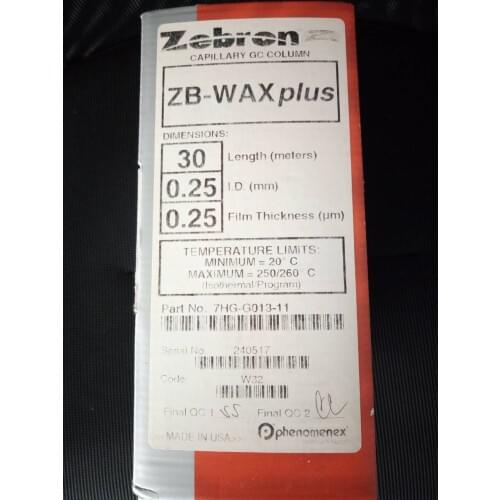 Zebron
CAPILLARY GC COLUMN
ZB-WAXplus
DIMENSIONS:
30 Length (meters)
0.25 I.D. (mm)
0.25 Film Thickness (µm)
TEMPERATURE LIMITS:
MINIMUM = 20° C
MAXIMUM = 250/260° C
(Isothermal/Program)
Part No. 7HG-G013-11
Serial No. 240517
Code: W32
Final QC 1 Final QC 2
MADE IN USA>>
phenomenex